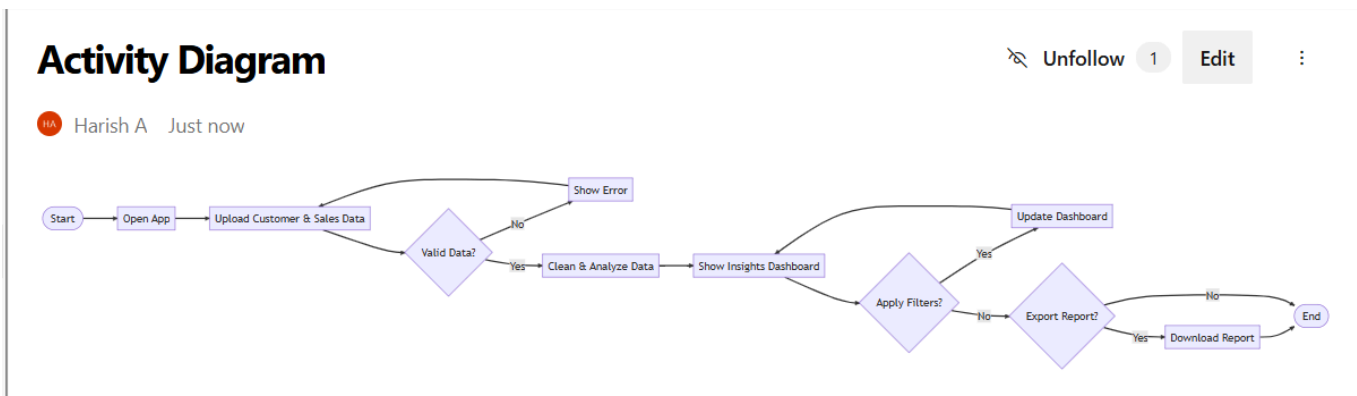 Activity Diagram
Unfollow 1 Edit
HA Harish A Just now
Show Error
Start
Open App
Upload Customer & Sales Data
Update Dashboard
No
Valid Data?
Yes
Clean & Analyze Data
Show Insights Dashboard
Yes
Apply Filters?
No
Export Report?
No
End
Yes
Download Report